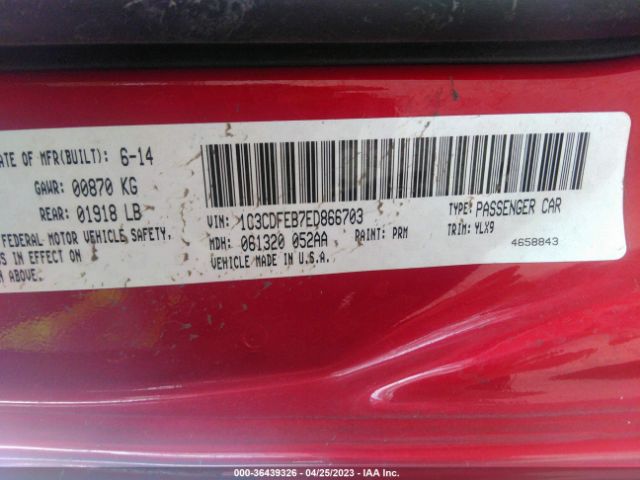 ATE OF MFR(BUILT): 6-14
GAWR: 00870 KG
REAR: 01918 LB
FEDERAL MOTOR VEHICLE SAFETY,
S IN EFFECT ON
ABOVE.
VIN: 1C3CDFEB7ED866703
TYPE: PASSENGER CAR
MDH: 061320 052AA
PAINT: PRM
TRIM: YLX9
VEHICLE MADE IN U.S.A.
4658843
000-36439326 - 04/25/2023 - IAA Inc.